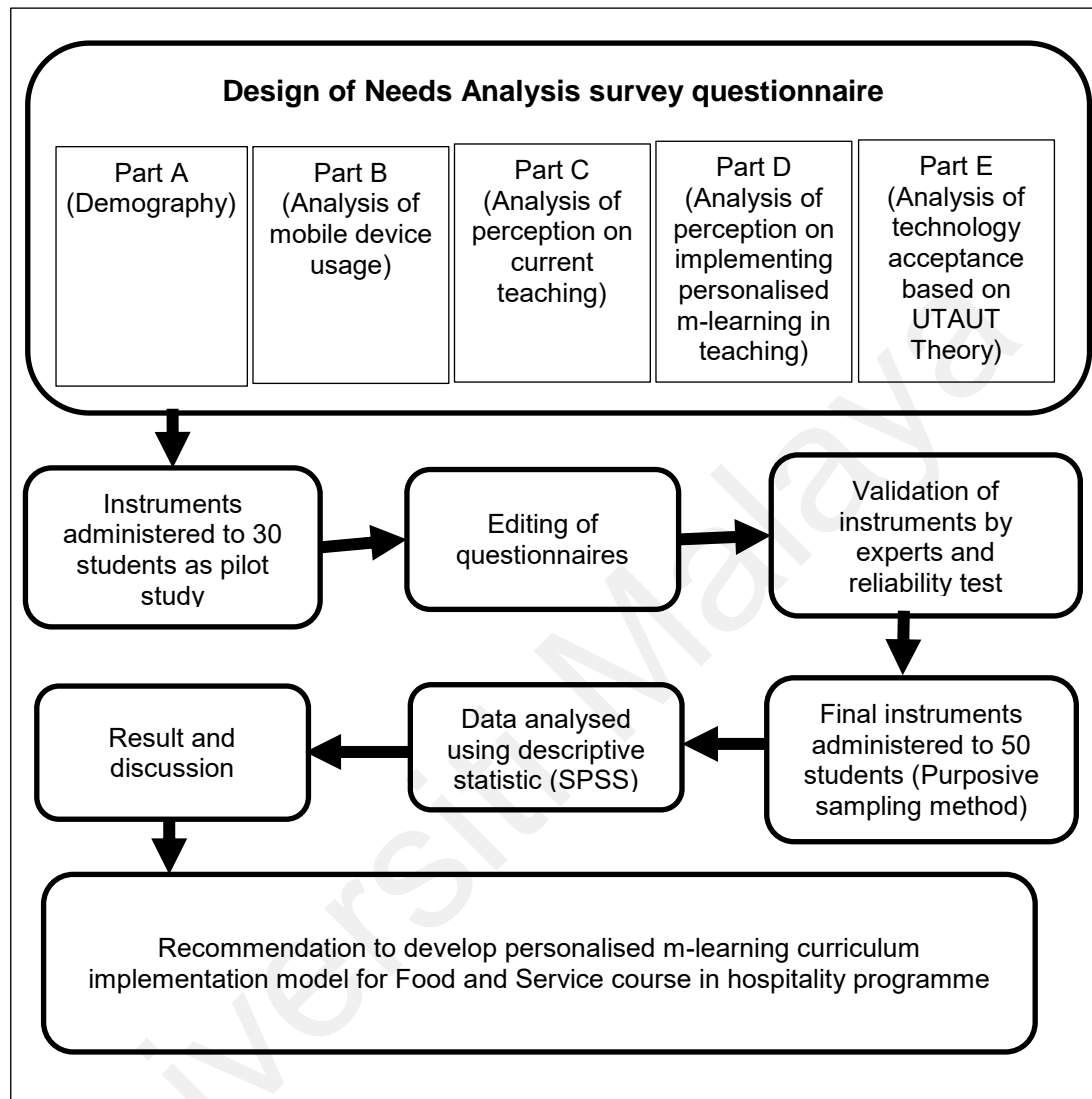 Design of Needs Analysis survey questionnaire
Part A
(Demography)
Part B
(Analysis of
mobile device
usage)
Part C
(Analysis of
perception on
current
teaching)
Part D
(Analysis of
perception on
implementing
personalised
m-learning in
teaching)
Part E
(Analysis of
technology
acceptance
based on
UTAUT
Theory)
Instruments
administered to 30
students as pilot
study
Editing of
questionnaires
Validation of
instruments by
experts and
reliability test
Final instruments
administered to 50
students (Purposive
sampling method)
Data analysed
using descriptive
statistic (SPSS)
Result and
discussion
Recommendation to develop personalised m-learning curriculum
implementation model for Food and Service course in hospitality programme
versiti Malaya